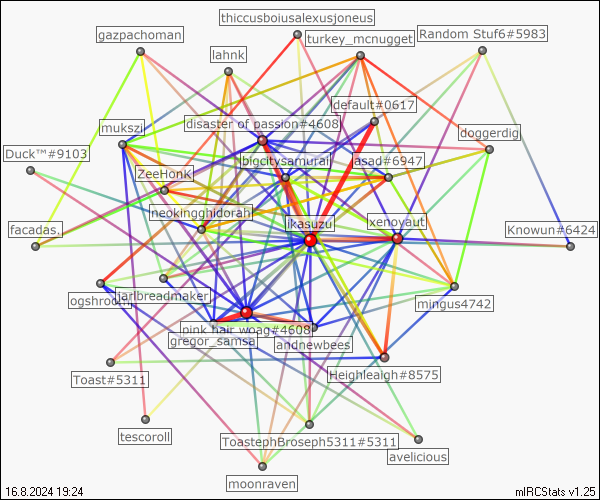 thiccusboiusalexusjoneus
gazpachoman
turkey_mcnugget
Random Stuf6#5983
lahnk
default#0617
mukszi
disaster of passion#4608
doggerdig
Duck™#9103
bigcitysamurai
asad#6947
ZeeHonK
neokingghidorah
ikasuzu
xenoyaut
facadas.
Knowun#6424
ogshroom
jarlbreadmaker
mingus4742
pink hair woag#4608
gregor_samsa
andnewbees
Toast#5311
Heighleaigh#8575
tescoroll
ToastephBroseph5311#5311
avelicious
moonraven
16.8.2024 19:24
mIRCStats v1.25